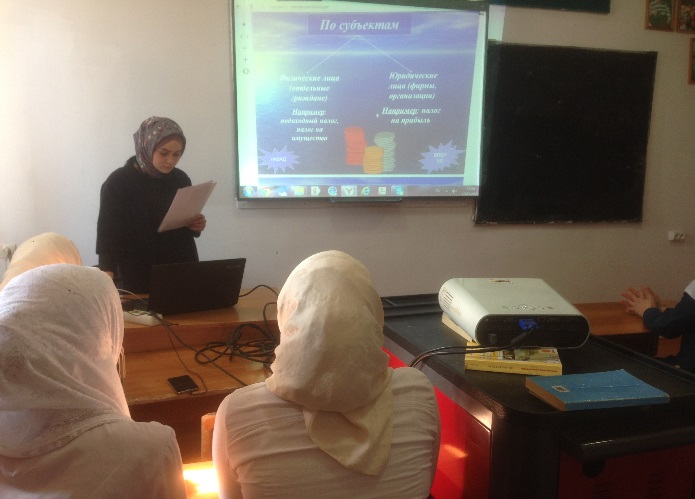 По субъектам
Физические лица
(отдельные
граждане)
Например:
подоходный налог,
налог на
имущество
Юридические
лица (фирмы,
организации)
Например: налог
на прибыль
НАЗАД